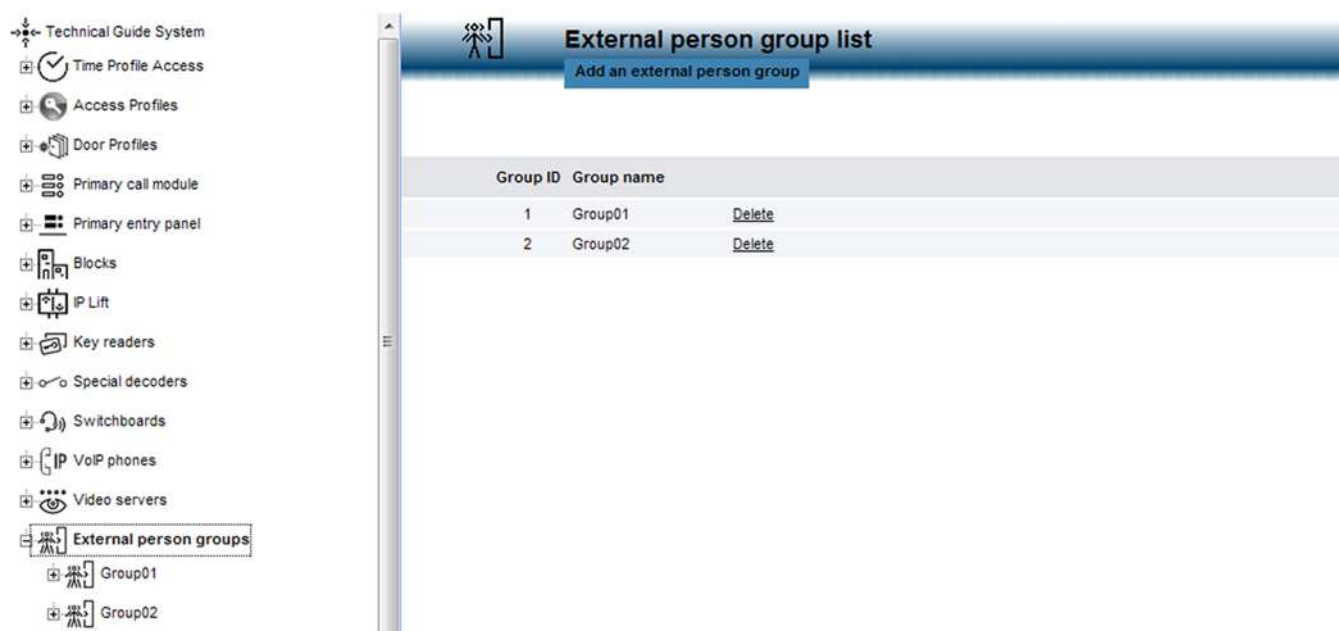 Technical Guide System
Time Profile Access
Access Profiles
Door Profiles
Primary call module
Primary entry panel
Blocks
IP Lift
Key readers
Special decoders
Switchboards
IP VoIP phones
Video servers
External person groups
Group01
Group02
External person group list
Add an external person group
Group ID Group name
1 Group01 Delete
2 Group02 Delete